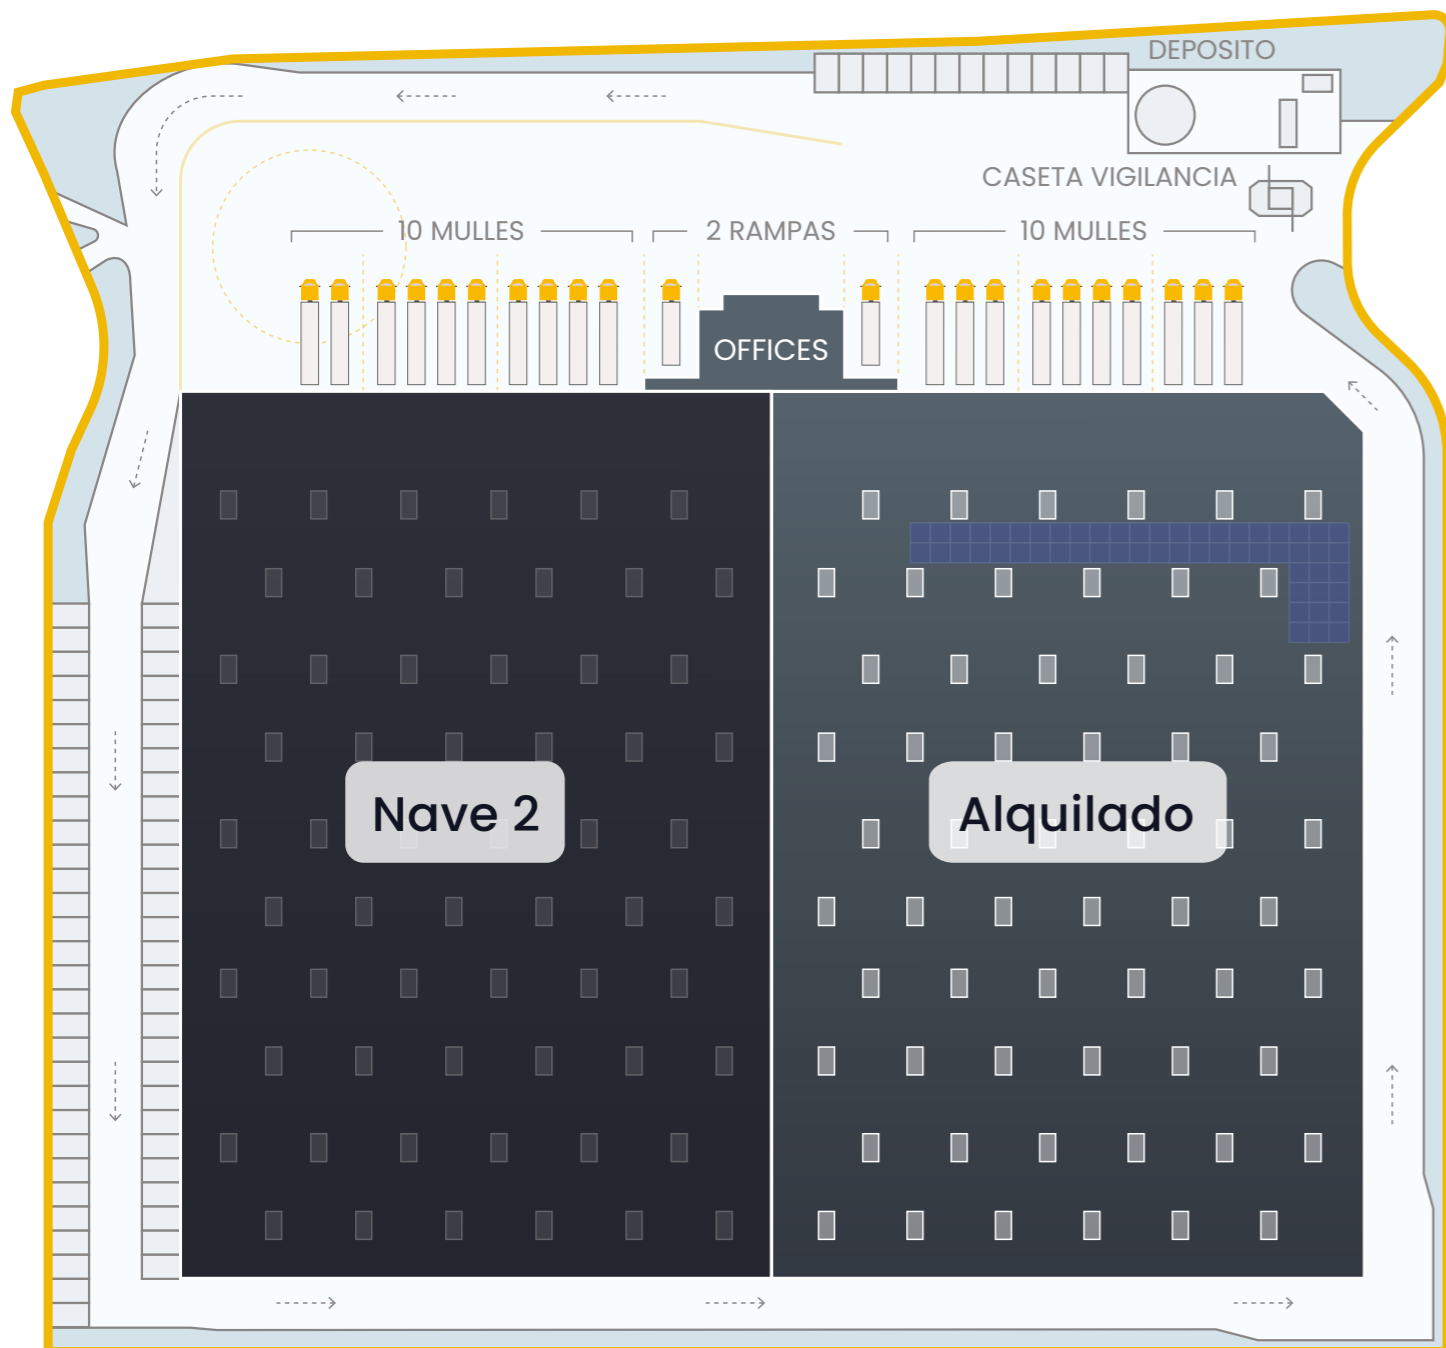 DEPOSITO
CASETA VIGILANCIA
10 MULLES
2 RAMPAS
10 MULLES
OFFICES
Nave 2
Alquilado